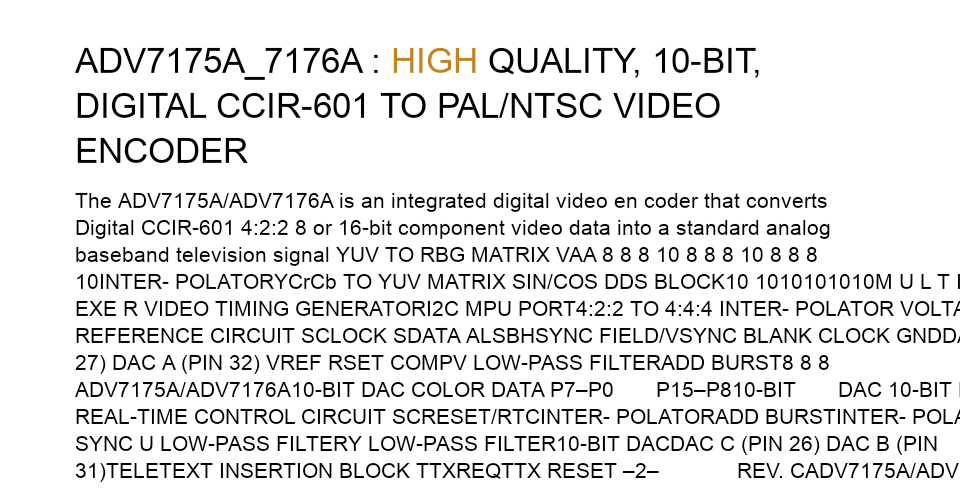 ADV7175A_7176A : HIGH QUALITY, 10-BIT,
DIGITAL CCIR-601 TO PAL/NTSC VIDEO
ENCODER
The ADV7175A/ADV7176A is an integrated digital video en coder that converts
Digital CCIR-601 4:2:2 8 or 16-bit component video data into a standard analog
baseband television signal YUV TO RBG MATRIX VAA 8 8 8 10 8 8 8 10 8 8 8
10INTER- POLATORYCrCb TO YUV MATRIX SIN/COS DDS BLOCK10 1010101010M U L T
EXE R VIDEO TIMING GENERATORI2C MPU PORT4:2:2 TO 4:4:4 INTER- POLATOR VOLTA
REFERENCE CIRCUIT SCLOCK SDATA ALSBHSYNC FIELD/VSYNC BLANK CLOCK GNDDA
27) DAC A (PIN 32) VREF RSET COMPV LOW-PASS FILTERADD BURST8 8 8
ADV7175A/ADV7176A10-BIT DAC COLOR DATA P7–P0 P15–P810-BIT DAC 10-BIT
REAL-TIME CONTROL CIRCUIT SCRESET/RTCINTER- POLATORADD BURSTINTER- POLA
SYNC U LOW-PASS FILTERY LOW-PASS FILTER10-BIT DACDAC C (PIN 26) DAC B (PIN
31)TELETEXT INSERTION BLOCK TTXREQTTX RESET –2– REV. CADV7175A/ADV